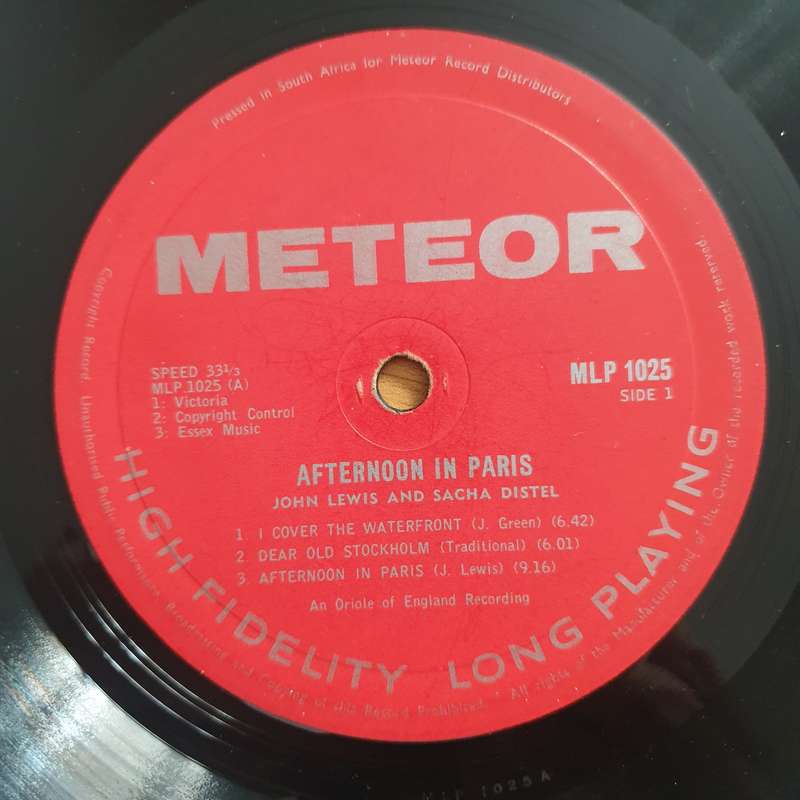 Pressed in South Africa for Meteor Record Distributors
METEOR
SPEED 33⅓
MLP 1025 (A)
1: Victoria
2: Copyright Control
3: Essex Music
MLP 1025
SIDE 1
AFTERNOON IN PARIS
JOHN LEWIS AND SACHA DISTEL
1 I COVER THE WATERFRONT (J. Green) (6.42)
2 DEAR OLD STOCKHOLM (Traditional) (6.01)
3 AFTERNOON IN PARIS (J. Lewis) (9.16)
An Oriole of England Recording
HIGH FIDELITY LONG PLAYING
Copyright Record. Unauthorised Public Performance, Broadcasting and Copying of this Record Prohibited. All rights of the Manufacturer and of the Owner of the recorded work reserved.
MLP 1025 A